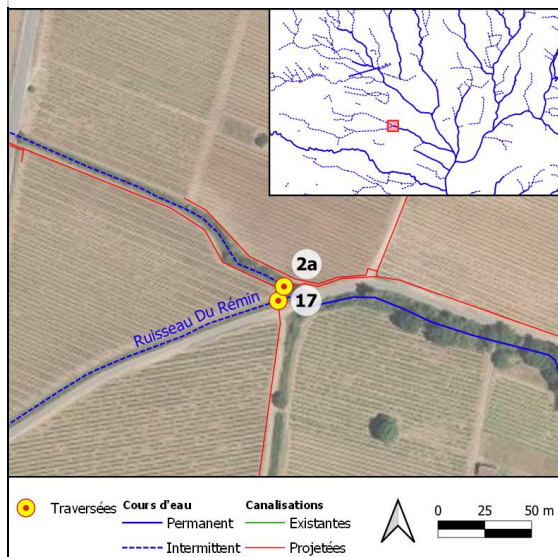 2a
17
Ruisseau Du Rémin
Traversées
Cours d'eau
Permanent
Intermittent
Canalisations
Existantes
Projetées
0 25 50 m